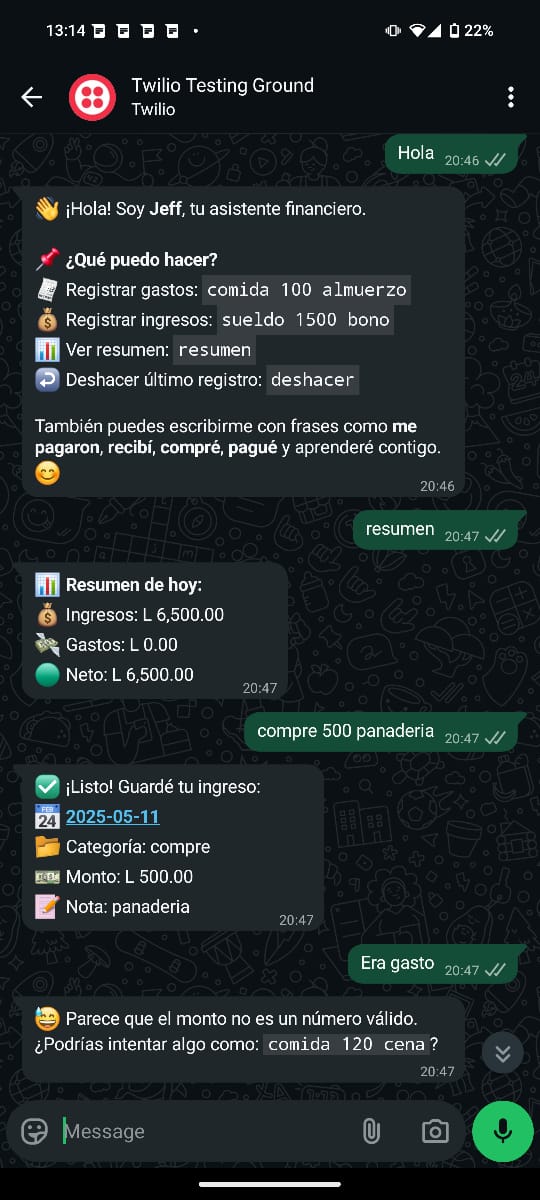 13:14
22%
Twilio Testing Ground
Twilio
Hola
20:46
¡Hola! Soy Jeff, tu asistente financiero.
¿Qué puedo hacer?
Registrar gastos: comida 100 almuerzo
Registrar ingresos: sueldo 1500 bono
Ver resumen: resumen
Deshacer último registro: deshacer
También puedes escribirme con frases como me
pagaron, recibí, compré, pagué y aprenderé contigo.
20:46
resumen
20:47
Resumen de hoy:
Ingresos: L 6,500.00
Gastos: L 0.00
Neto: L 6,500.00
20:47
compre 500 panaderia
20:47
¡Listo! Guardé tu ingreso:
2025-05-11
Categoría: compre
Monto: L 500.00
Nota: panaderia
20:47
Era gasto
20:47
Parece que el monto no es un número válido.
¿Podrías intentar algo como: comida 120 cena?
20:47
Message